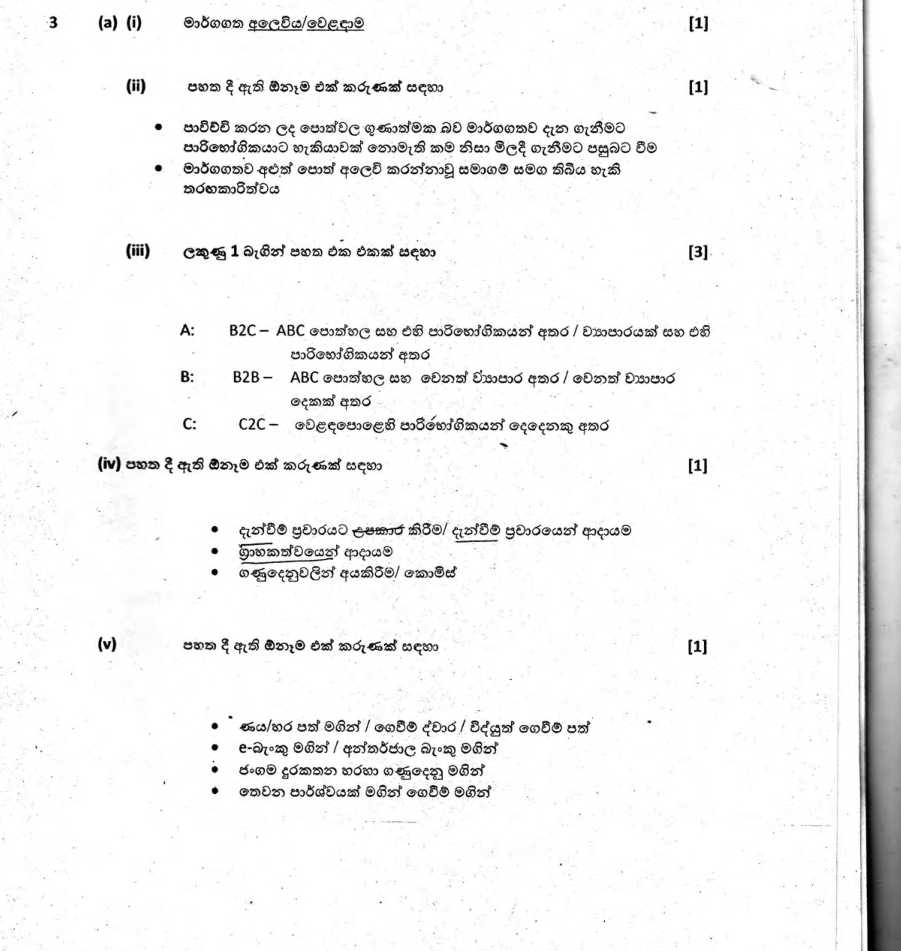 3 (a) (i) මාර්ගගත අලෙවිය/වෙළඳාම [1]
(ii) පහත දී ඇති ඕනෑම එක් කරුණක් සඳහා [1]
• පාවිච්චි කරන ලද පොත්වල ගුණාත්මක බව මාර්ගගතව දැන ගැනීමට
පාරිභෝගිකයාට හැකියාවක් නොමැති කම නිසා මිලදී ගැනීමට පසුබට වීම
• මාර්ගගතව අළුත් පොත් අලෙවි කරන්නාවූ සමාගම් සමග තිබිය හැකි
තරඟකාරිත්වය
(iii) ලකුණු 1 බැගින් පහත එක එකක් සඳහා [3]
A: B2C – ABC පොත්හල සහ එහි පාරිභෝගිකයන් අතර / ව්‍යාපාරයක් සහ එහි
පාරිභෝගිකයන් අතර
B: B2B – ABC පොත්හල සහ වෙනත් ව්‍යාපාර අතර / වෙනත් ව්‍යාපාර
දෙකක් අතර
C: C2C – වෙළඳපොළෙහි පාරිභෝගිකයන් දෙදෙනකු අතර
(iv) පහත දී ඇති ඕනෑම එක් කරුණක් සඳහා [1]
• දැන්වීම් ප්‍රචාරයට උපකාර කිරීම/ දැන්වීම් ප්‍රචාරයෙන් ආදායම
• ග්‍රාහකත්වයෙන් ආදායම
• ගණුදෙනුවලින් අයකිරීම/ කොමිස්
(v) පහත දී ඇති ඕනෑම එක් කරුණක් සඳහා [1]
• ණය/හර පත් මගින් / ගෙවීම් ද්වාර / විද්යුත් ගෙවීම් පත්
• e-බැංකු මගින් / අන්තර්ජාල බැංකු මගින්
• ජංගම දුරකතන හරහා ගණුදෙනු මගින්
• තෙවන පාර්ශ්වයක් මගින් ගෙවීම් මගින්